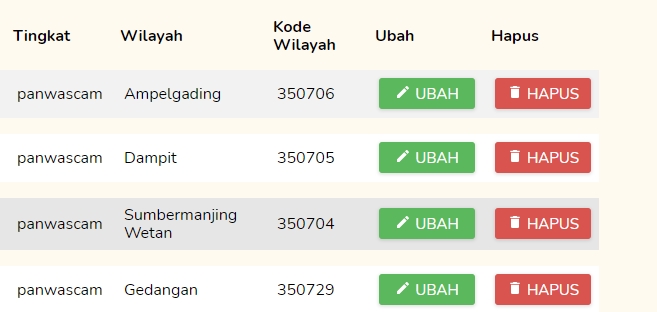 Tingkat Wilayah Kode Wilayah Ubah Hapus
panwascam Ampelgading 350706 UBAH HAPUS
panwascam Dampit 350705 UBAH HAPUS
panwascam Sumbermanjing Wetan 350704 UBAH HAPUS
panwascam Gedangan 350729 UBAH HAPUS